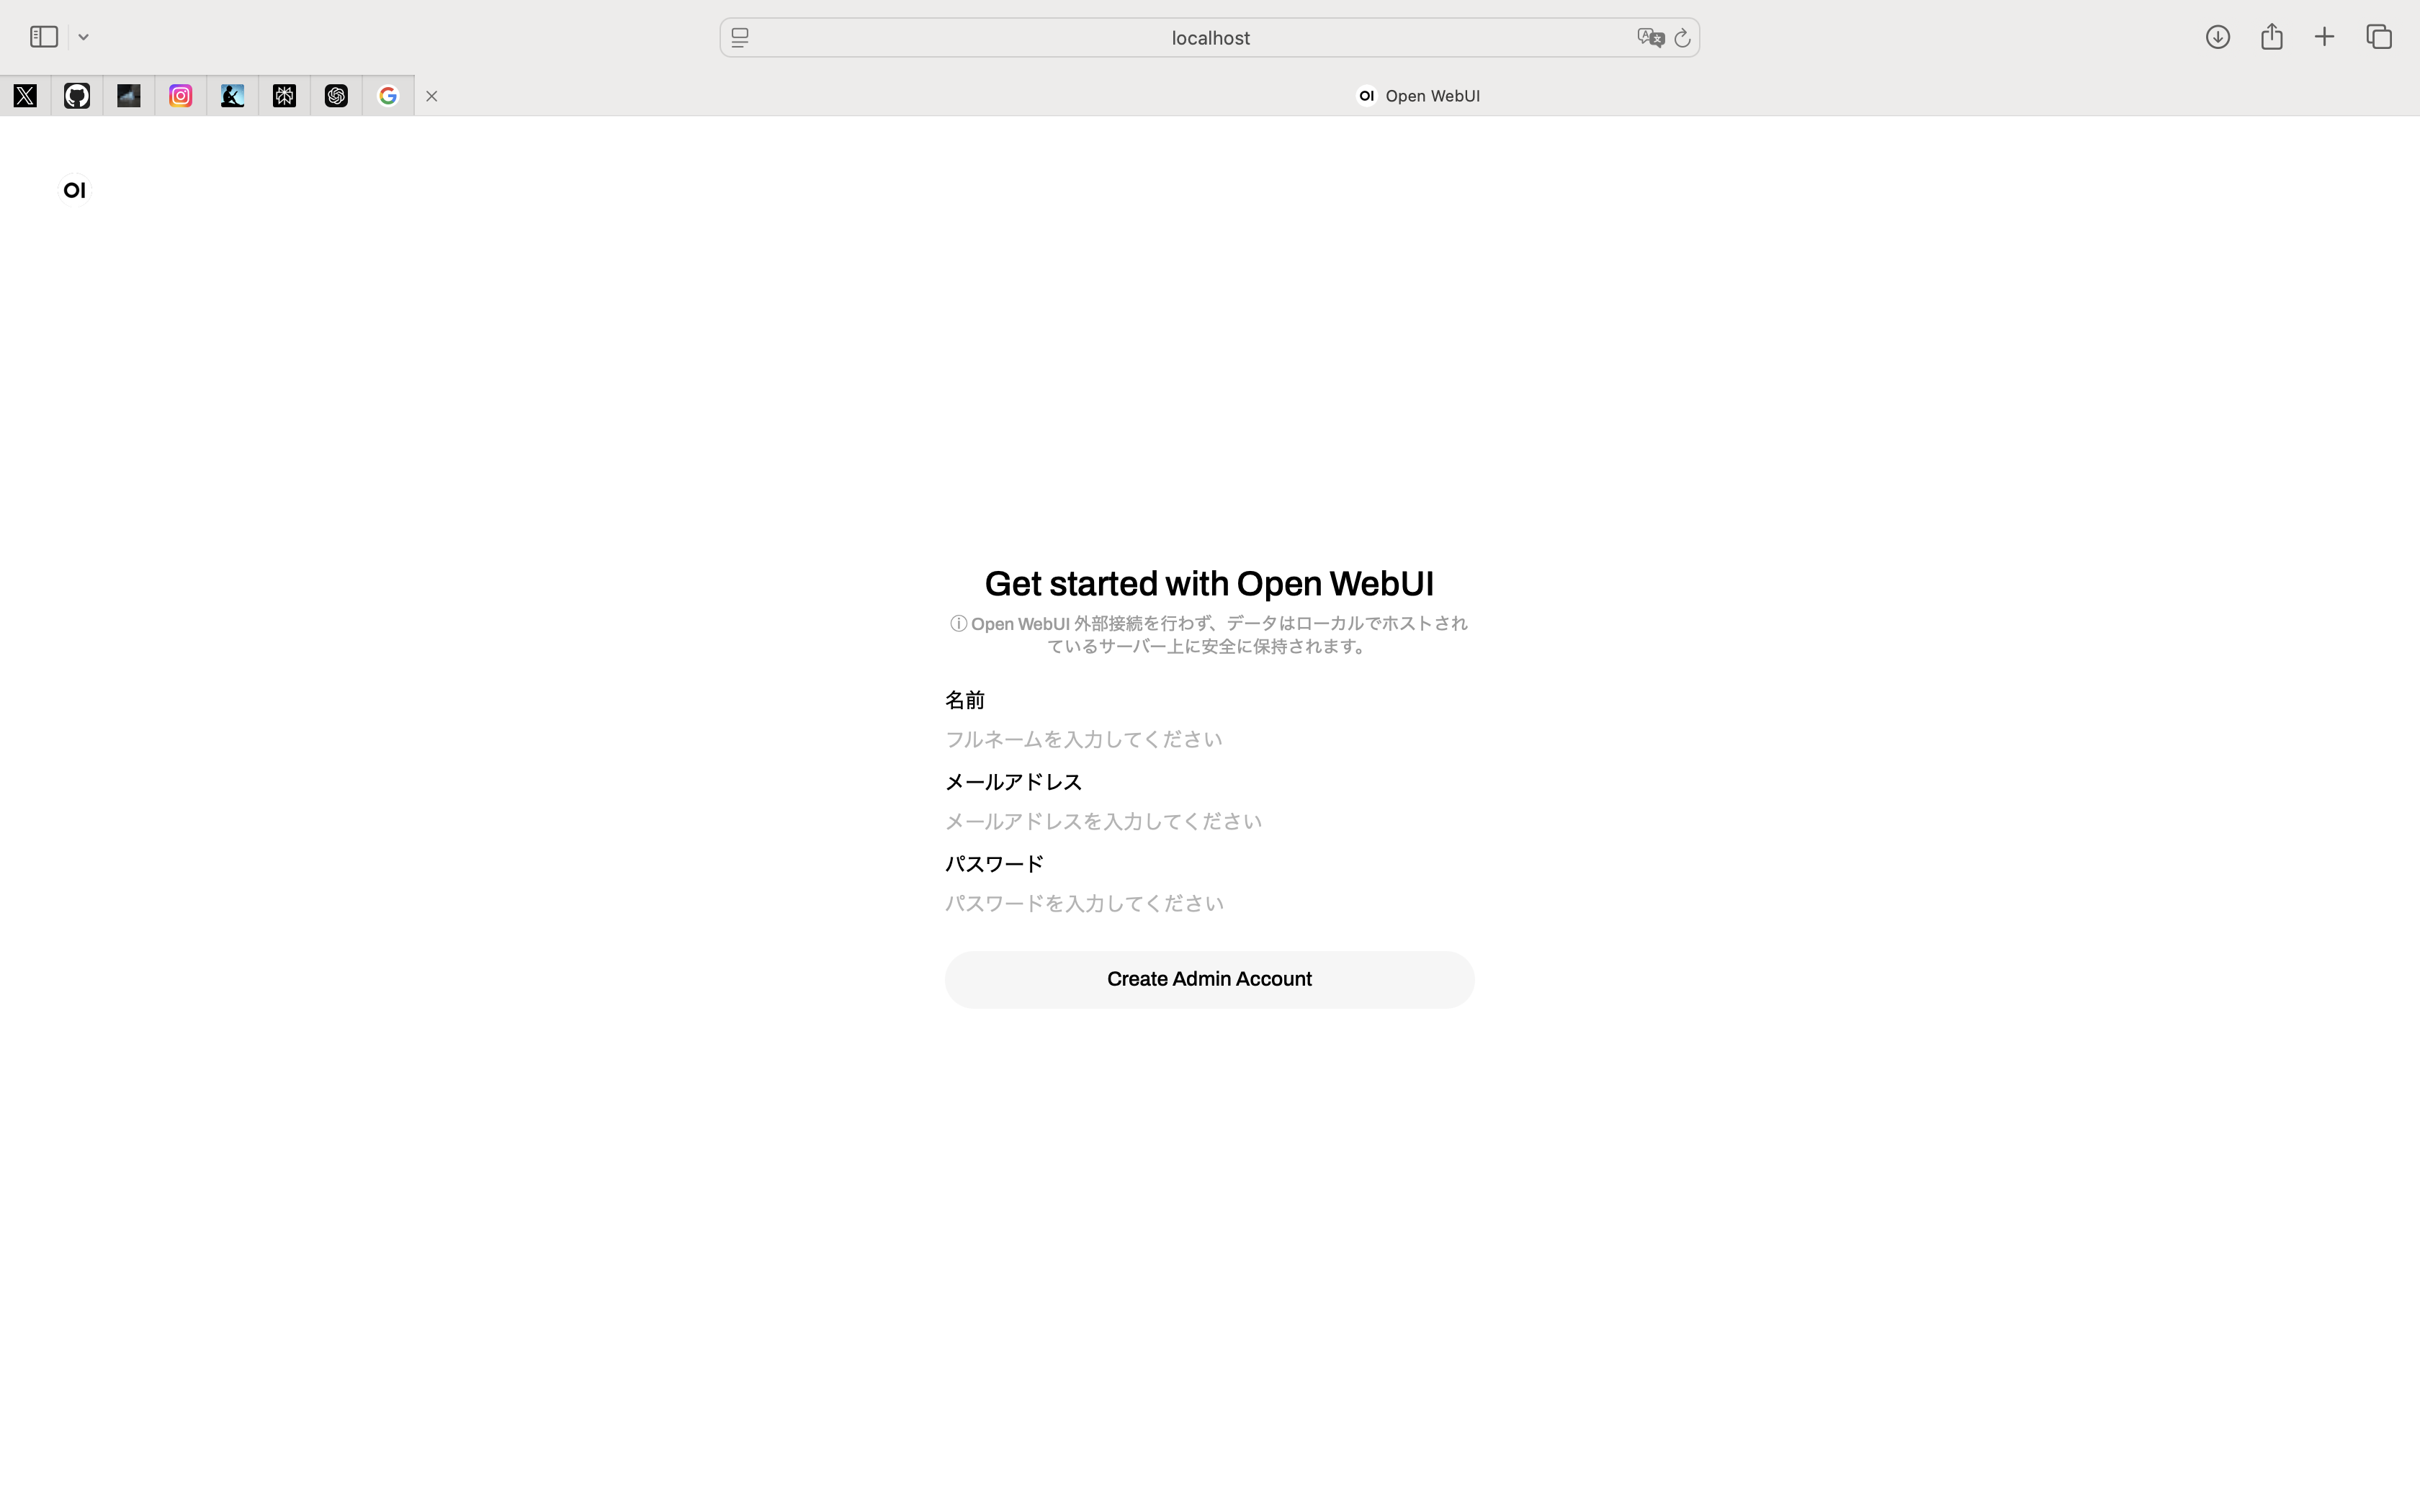 localhost
OI Open WebUI
OI
Get started with Open WebUI
ⓘ Open WebUI 外部接続を行わず、データはローカルでホストされ
ているサーバー上に安全に保持されます。
名前
フルネームを入力してください
メールアドレス
メールアドレスを入力してください
パスワード
パスワードを入力してください
Create Admin Account